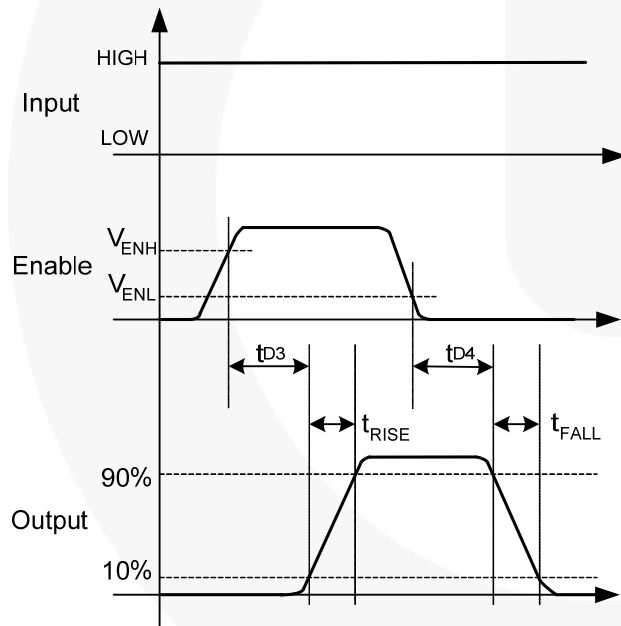 HIGH
Input
LOW
VENH
Enable
VENL
tD3
tD4
tRISE
tFALL
90%
Output
10%